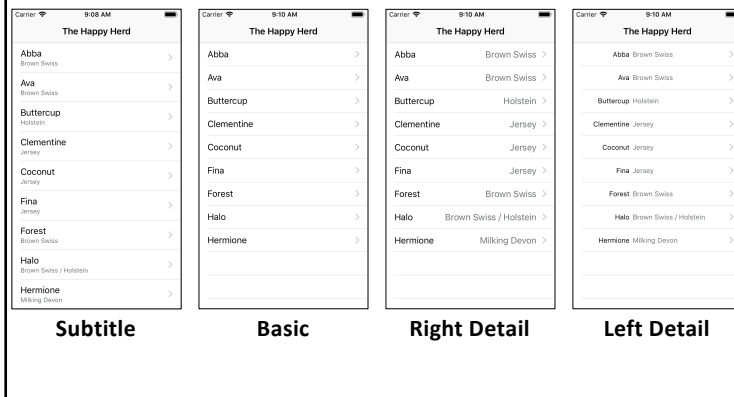 Carrier 9:08 AM
The Happy Herd
Abba
Brown Swiss
Ava
Brown Swiss
Buttercup
Holstein
Clementine
Jersey
Coconut
Jersey
Fina
Jersey
Forest
Brown Swiss
Halo
Brown Swiss / Holstein
Hermione
Milking Devon
Subtitle
Carrier 9:10 AM
The Happy Herd
Abba
Ava
Buttercup
Clementine
Coconut
Fina
Forest
Halo
Hermione
Basic
Carrier 9:10 AM
The Happy Herd
Abba Brown Swiss
Ava Brown Swiss
Buttercup Holstein
Clementine Jersey
Coconut Jersey
Fina Jersey
Forest Brown Swiss
Halo Brown Swiss / Holstein
Hermione Milking Devon
Right Detail
Carrier 9:10 AM
The Happy Herd
Abba Brown Swiss
Ava Brown Swiss
Buttercup Holstein
Clementine Jersey
Coconut Jersey
Fina Jersey
Forest Brown Swiss
Halo Brown Swiss / Holstein
Hermione Milking Devon
Left Detail